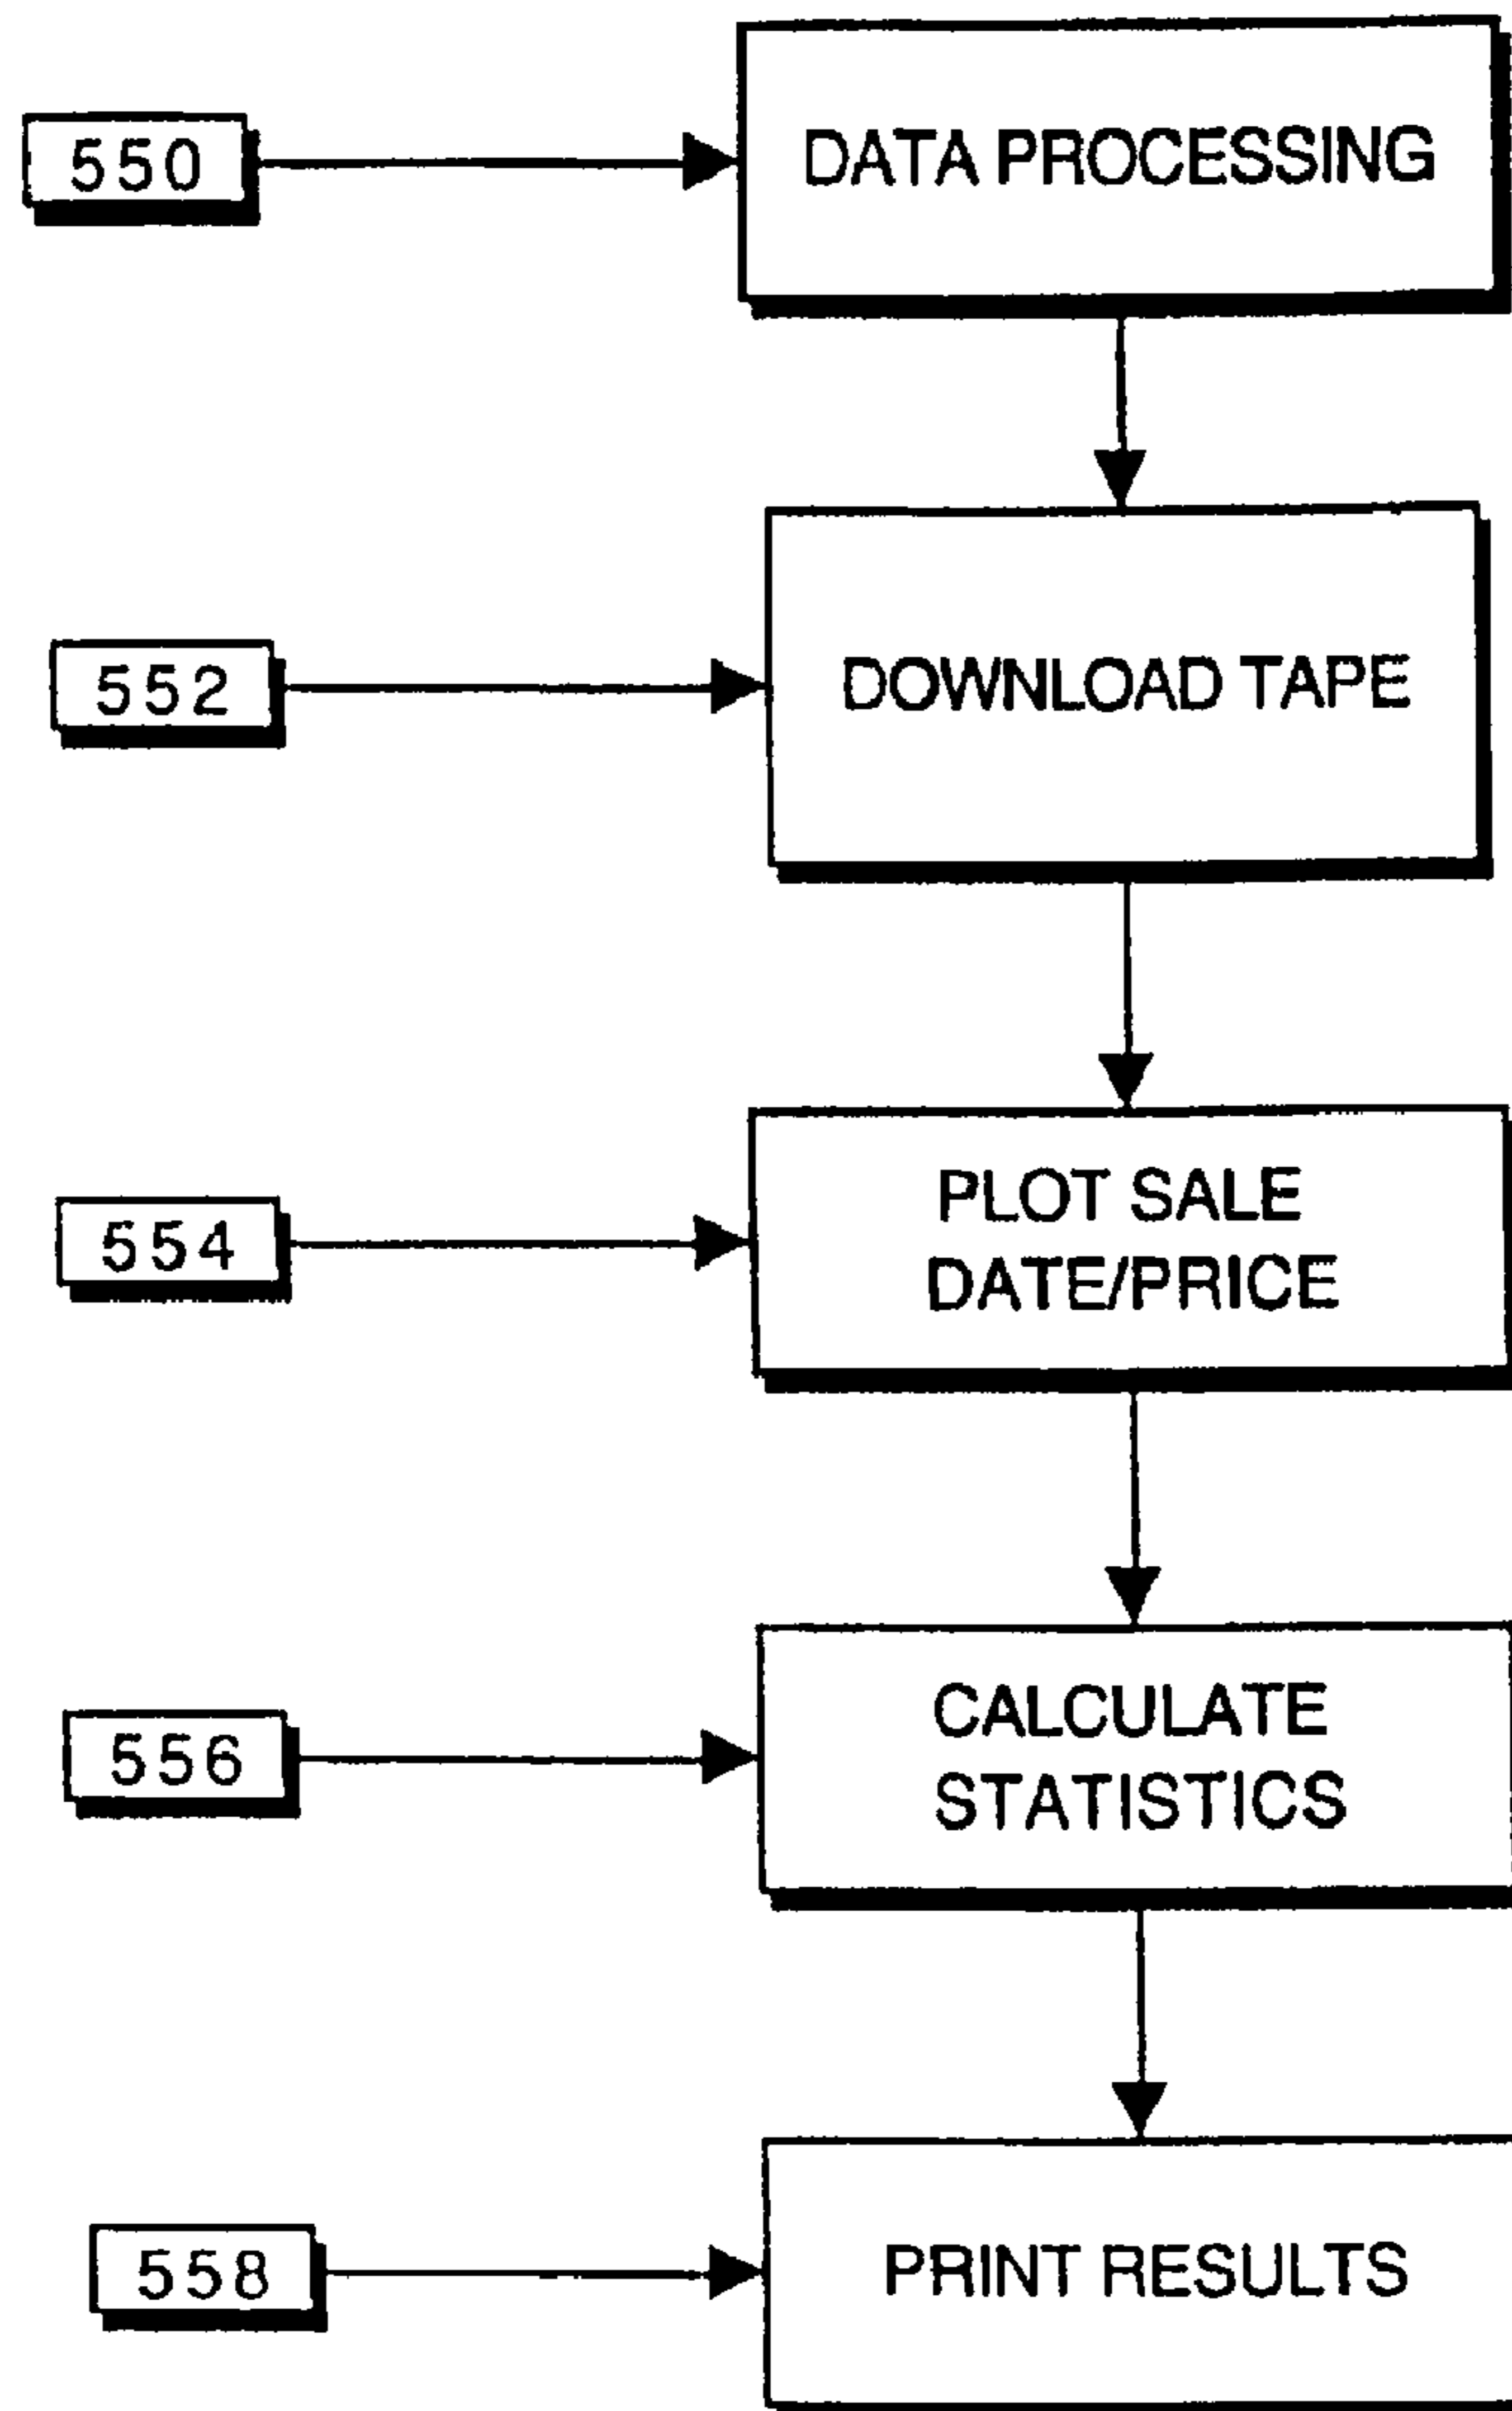 550
DATA PROCESSING
552
DOWNLOAD TAPE
554
PLOT SALE
DATE/PRICE
556
CALCULATE
STATISTICS
558
PRINT RESULTS